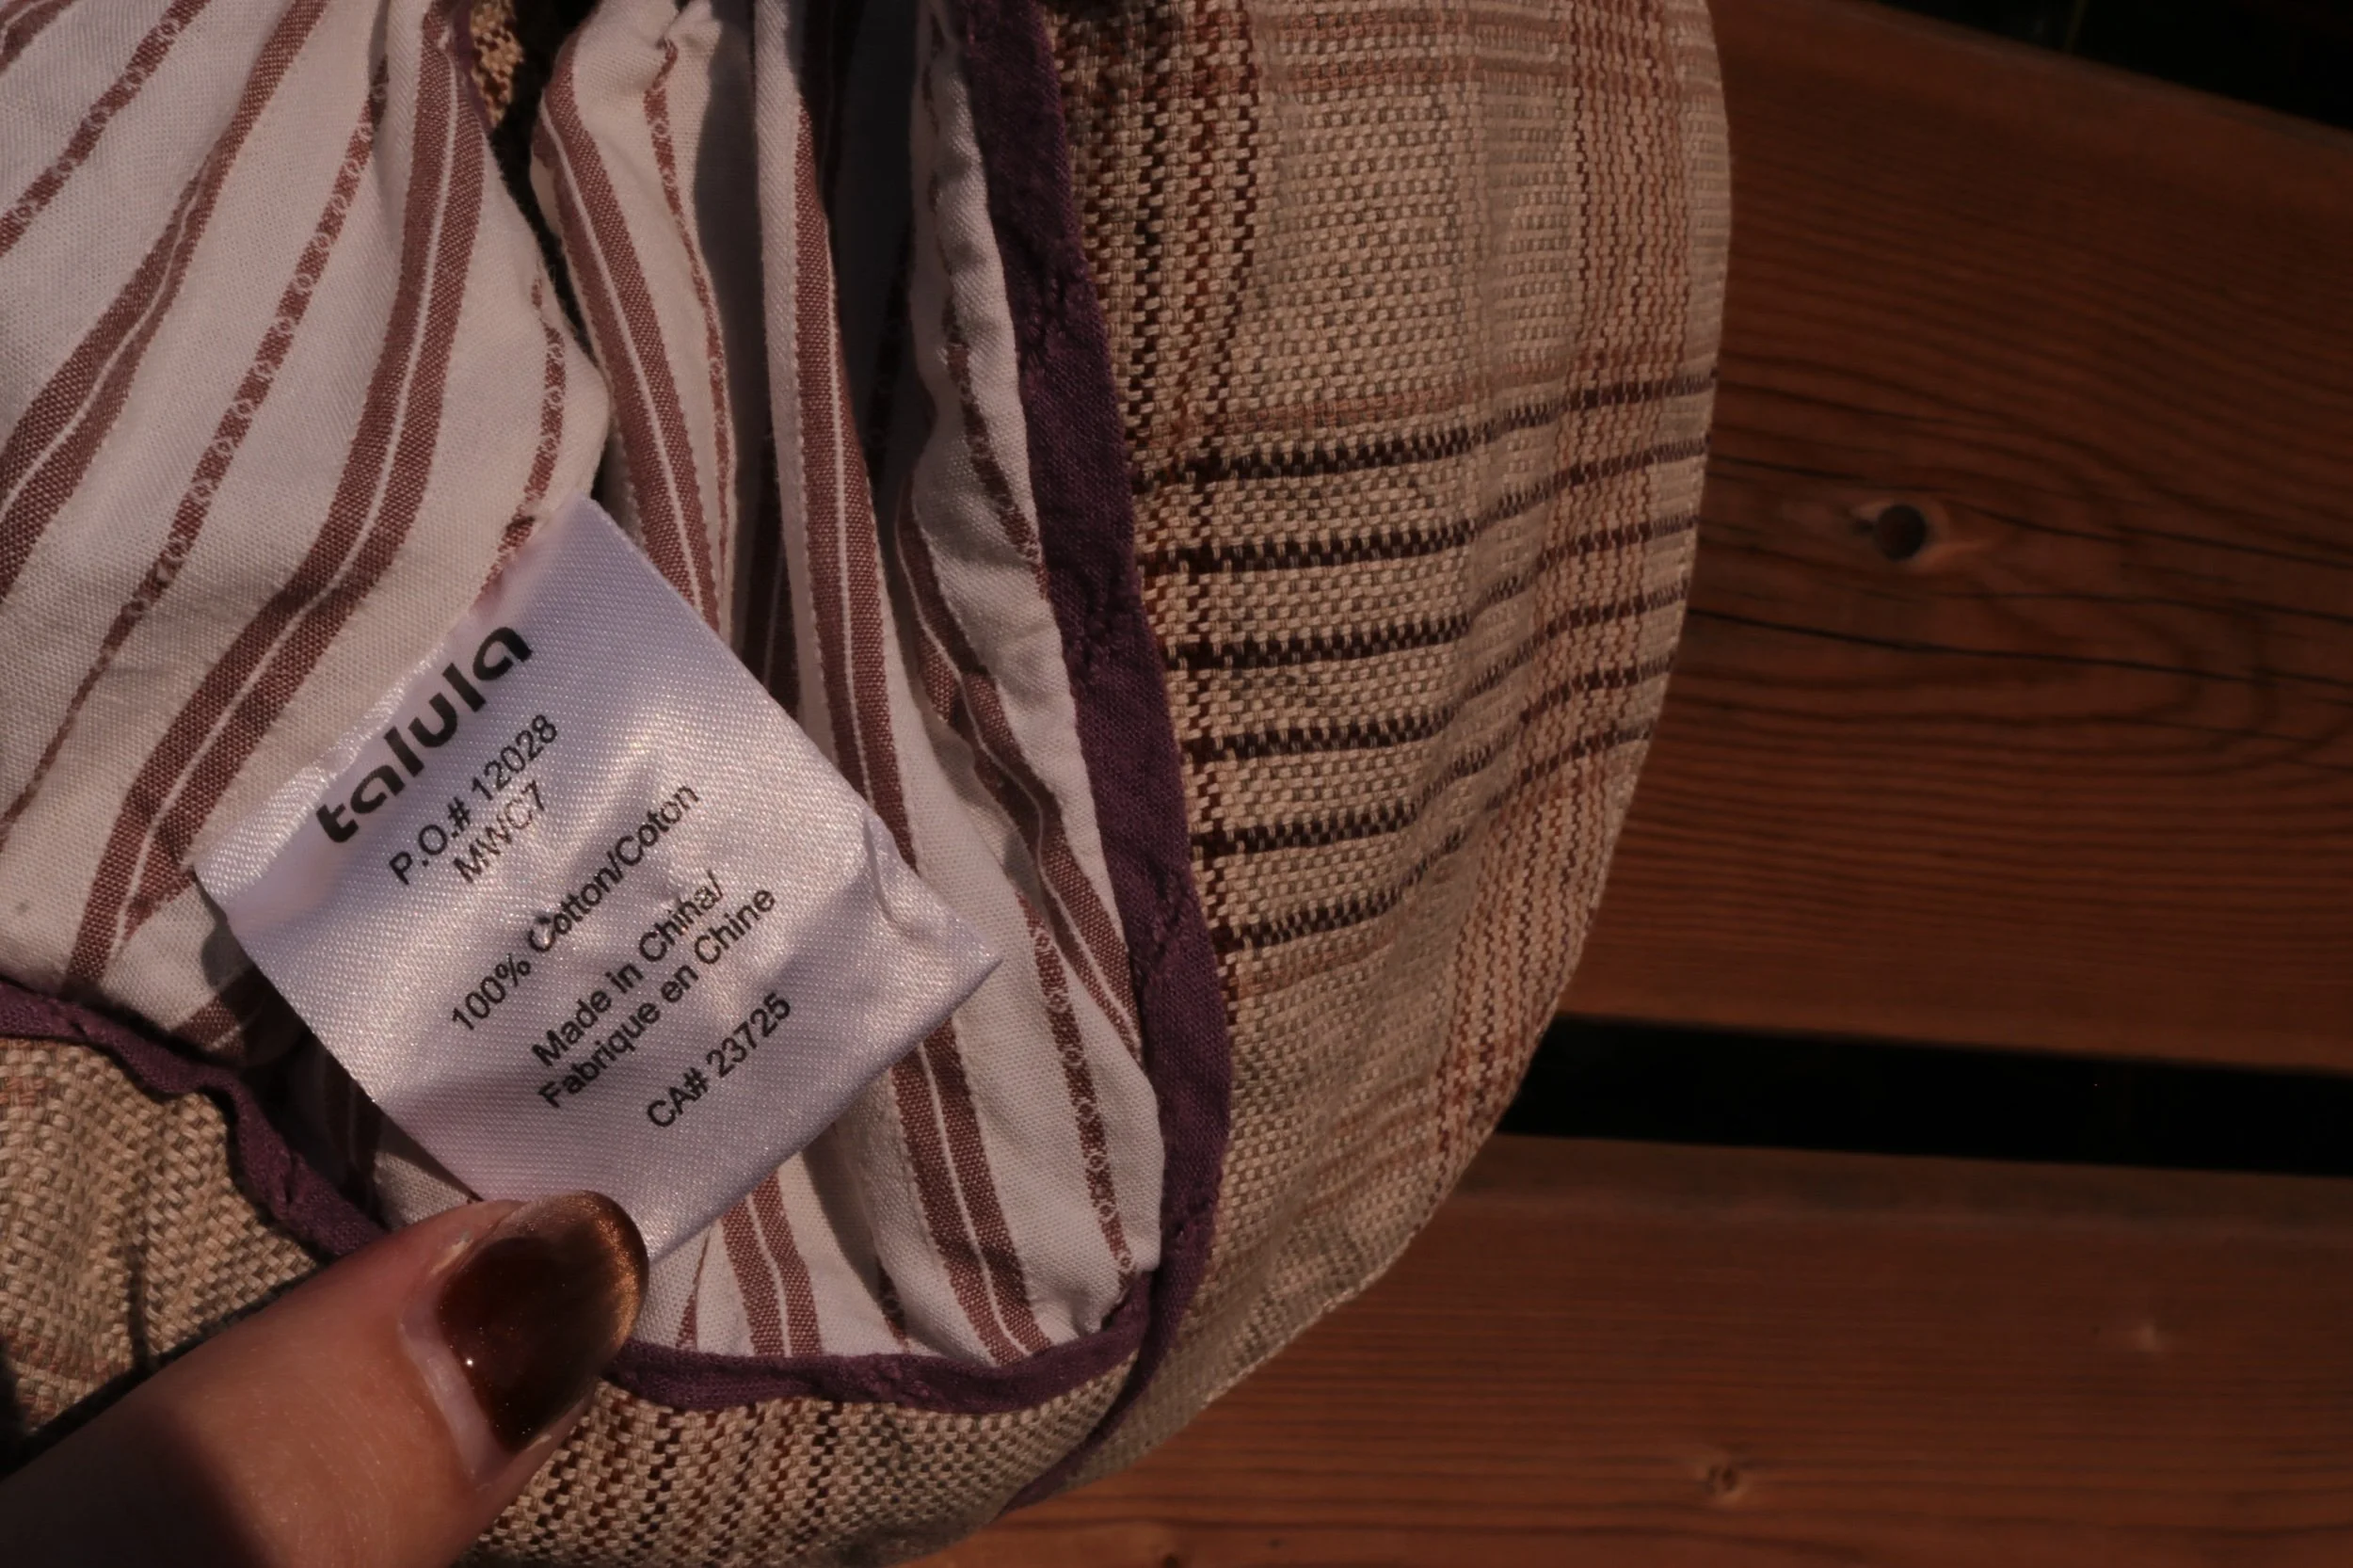 talula
P.O.# 12028
MWC7
100% Cotton/Coton
Made in China/
Fabrique en Chine
CA# 23725